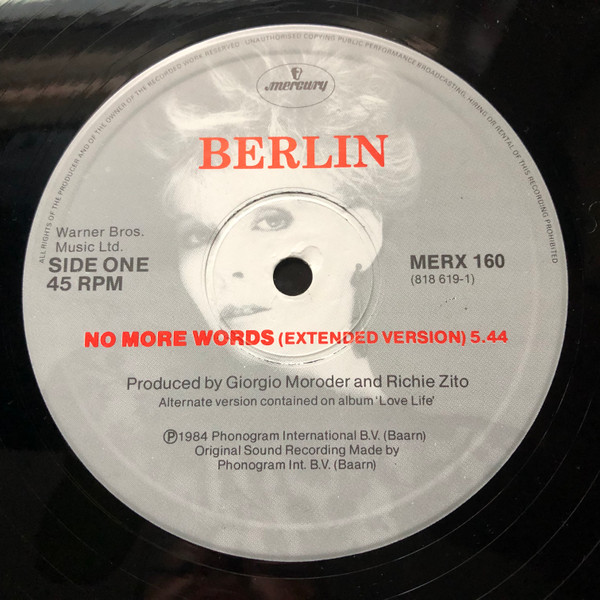 ALL RIGHTS OF THE PRODUCER AND OF THE OWNER OF THE RECORDED WORK RESERVED · UNAUTHORISED COPYING PUBLIC PERFORMANCE BROADCASTING, HIRING OR RENTAL OF THIS RECORDING PROHIBITED
mercury
BERLIN
Warner Bros.
Music Ltd.
SIDE ONE
45 RPM
MERX 160
(818 619-1)
NO MORE WORDS (EXTENDED VERSION) 5.44
Produced by Giorgio Moroder and Richie Zito
Alternate version contained on album 'Love Life'
Ⓟ1984 Phonogram International B.V. (Baarn)
Original Sound Recording Made by
Phonogram Int. B.V. (Baarn)